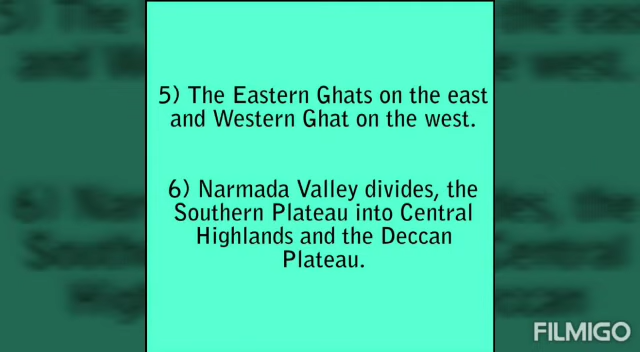 5) The Eastern Ghats on the east
and Western Ghat on the west.
6) Narmada Valley divides, the
Southern Plateau into Central
Highlands and the Deccan
Plateau.
FILMIGO